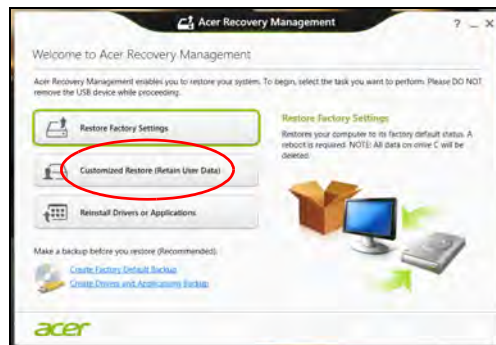 Acer Recovery Management
Welcome to Acer Recovery Management
Acer Recovery Management enables you to restore your system. To begin, select the task you want to perform. Please DO NOT
remove the USB device while proceeding.
Restore Factory Settings
Customized Restore (Retain User Data)
Reinstall Drivers or Applications
Restore Factory Settings
Restores your computer to its factory default status. A
reboot is required. NOTE: All data on drive C will be
deleted.
Make a backup before you restore (Recommended).
Create Factory Default Backup
Create Drivers and Applications Backup
acer